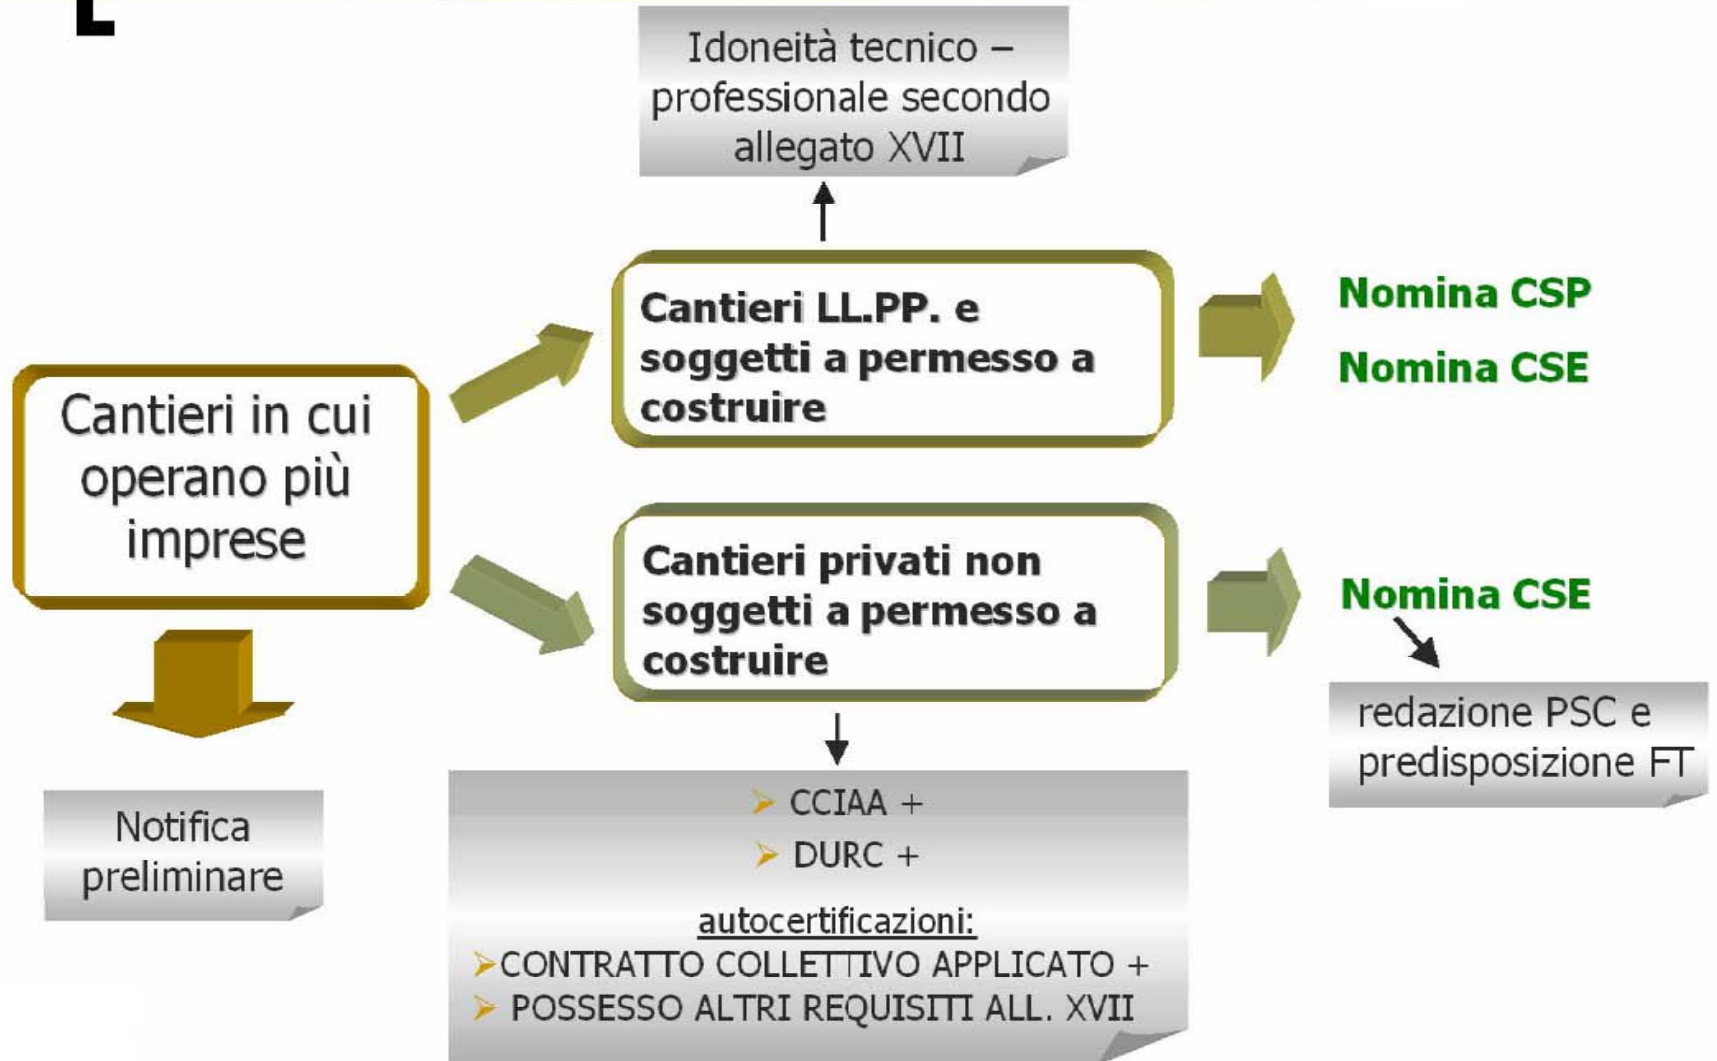 Idoneità tecnico –
professionale secondo
allegato XVII
Cantieri LL.PP. e
soggetti a permesso a
costruire
Nomina CSP
Nomina CSE
Cantieri in cui
operano più
imprese
Cantieri privati non
soggetti a permesso a
costruire
Nomina CSE
redazione PSC e
predisposizione FT
Notifica
preliminare
➢ CCIAA +
➢ DURC +
autocertificazioni:
➢CONTRATTO COLLETTIVO APPLICATO +
➢ POSSESSO ALTRI REQUISITI ALL. XVII